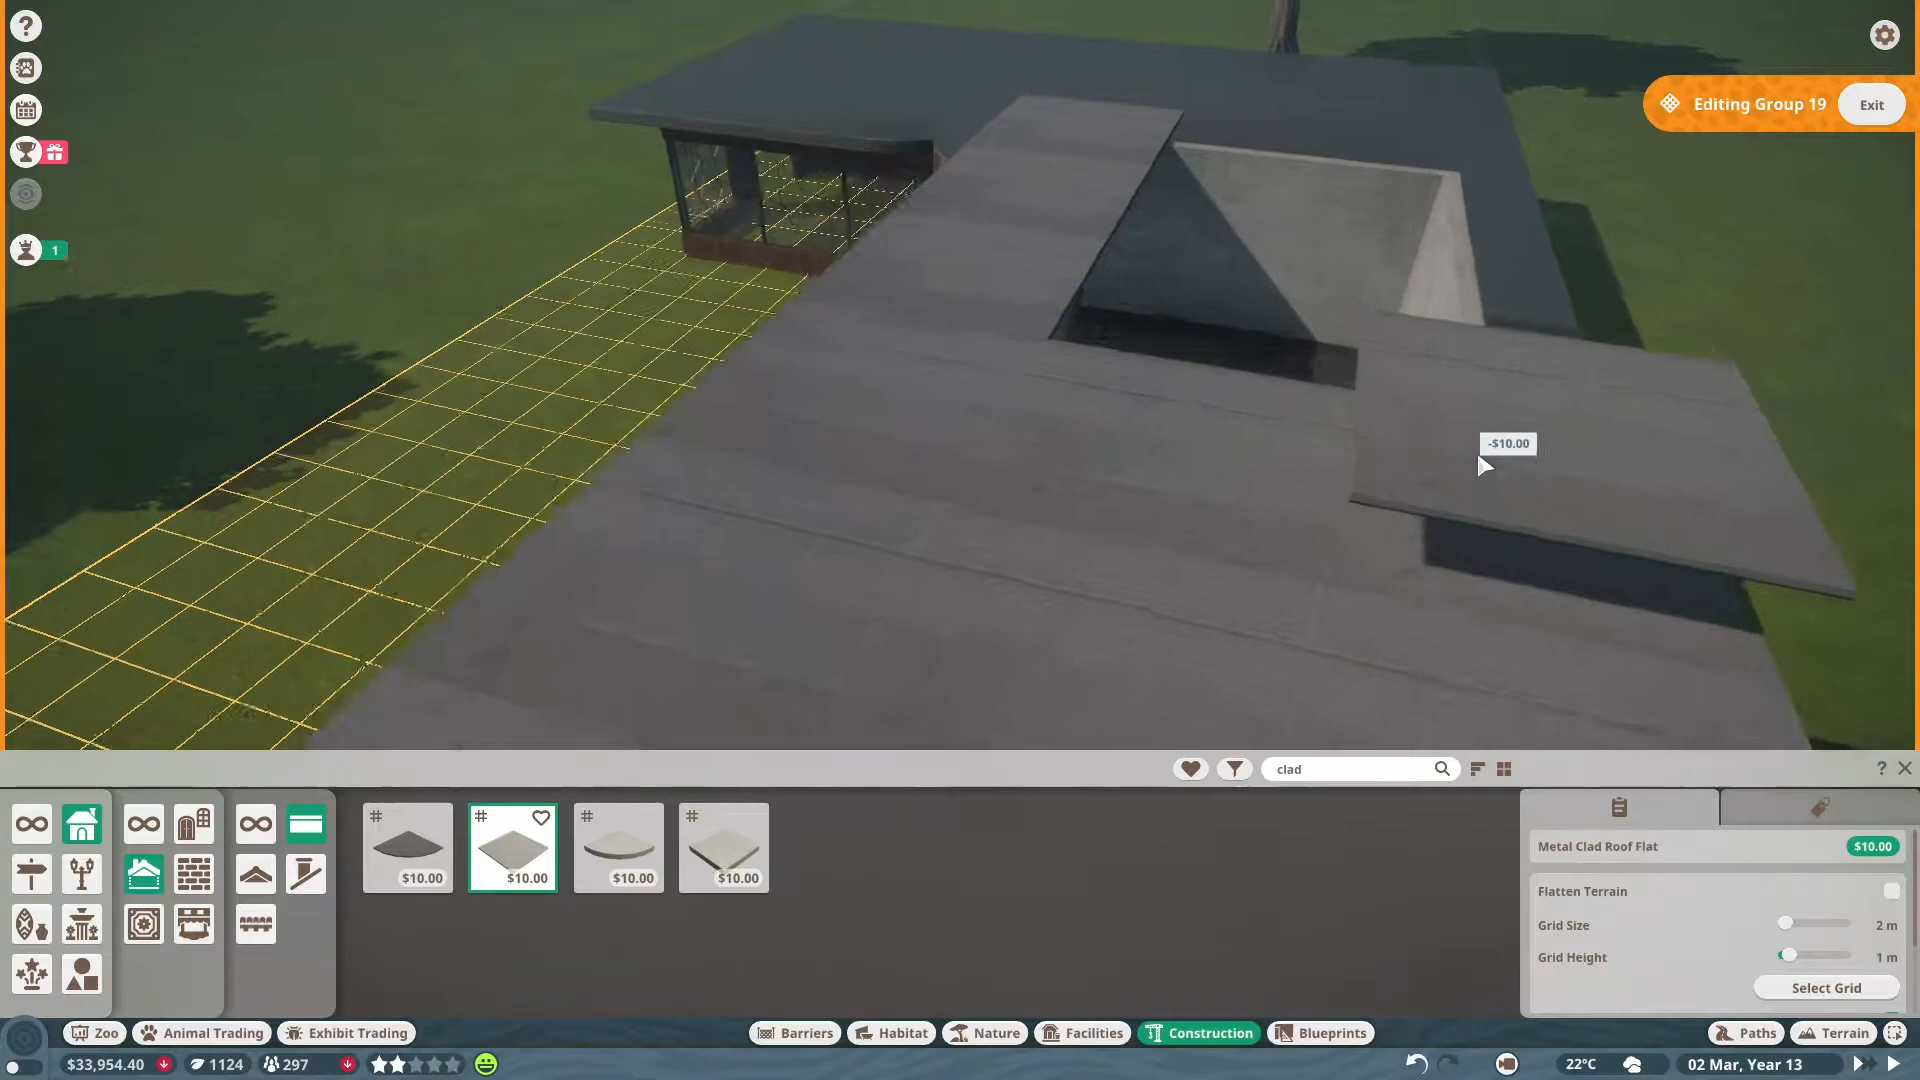 ?
Editing Group 19
Exit
1
-$10.00
clad
?
$10.00
$10.00
$10.00
$10.00
Metal Clad Roof Flat
$10.00
Flatten Terrain
Grid Size
2 m
Grid Height
1 m
Select Grid
Zoo
Animal Trading
Exhibit Trading
Barriers
Habitat
Nature
Facilities
Construction
Blueprints
Paths
Terrain
$33,954.40
1124
297
22°C
02 Mar, Year 13